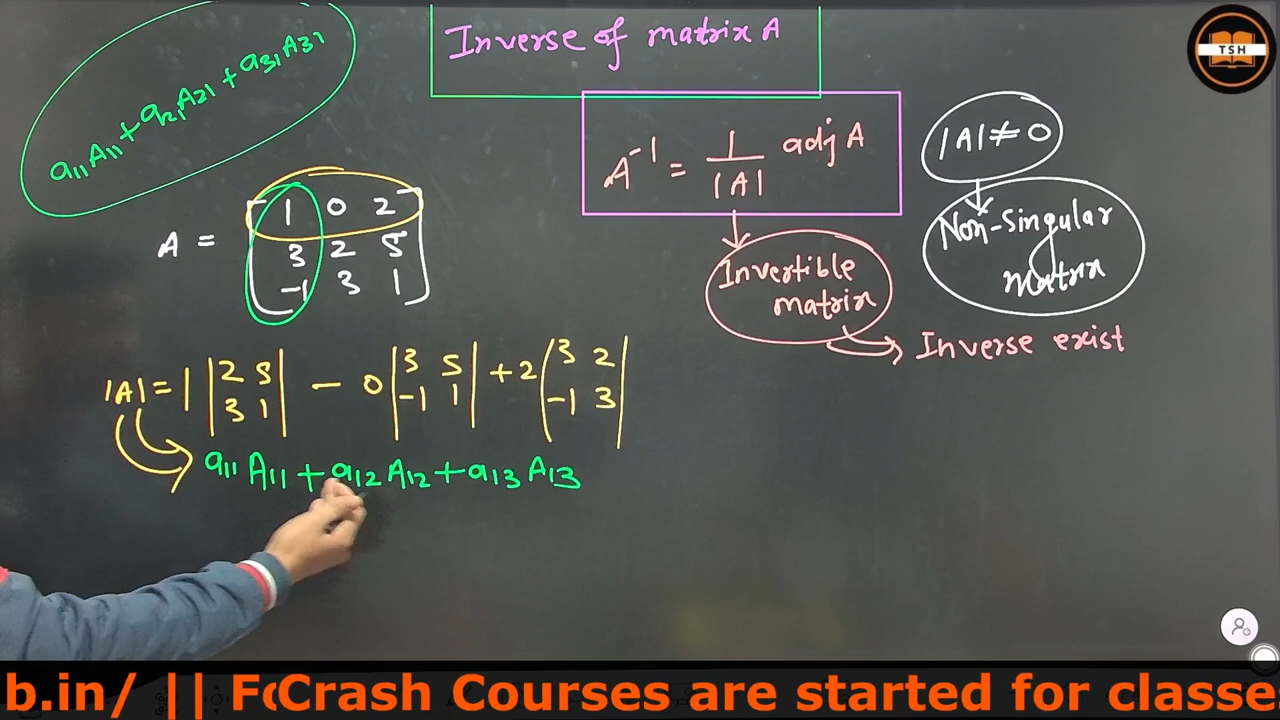 Inverse of matrix A
TSH
a11A11 + a21A21 + a31A31
A⁻¹ = 1/|A| adj A
|A| ≠ 0
Non-Singular
matrix
Invertible
matrix
Inverse exist
A = [ 1 0 2
3 2 5
-1 3 1 ]
|A| = 1 |2 5| - 0 |3 5| + 2 |3 2|
|3 1| |-1 1| |-1 3|
a11 A11 + a12 A12 + a13 A13
b.in/ || F Crash Courses are started for classe